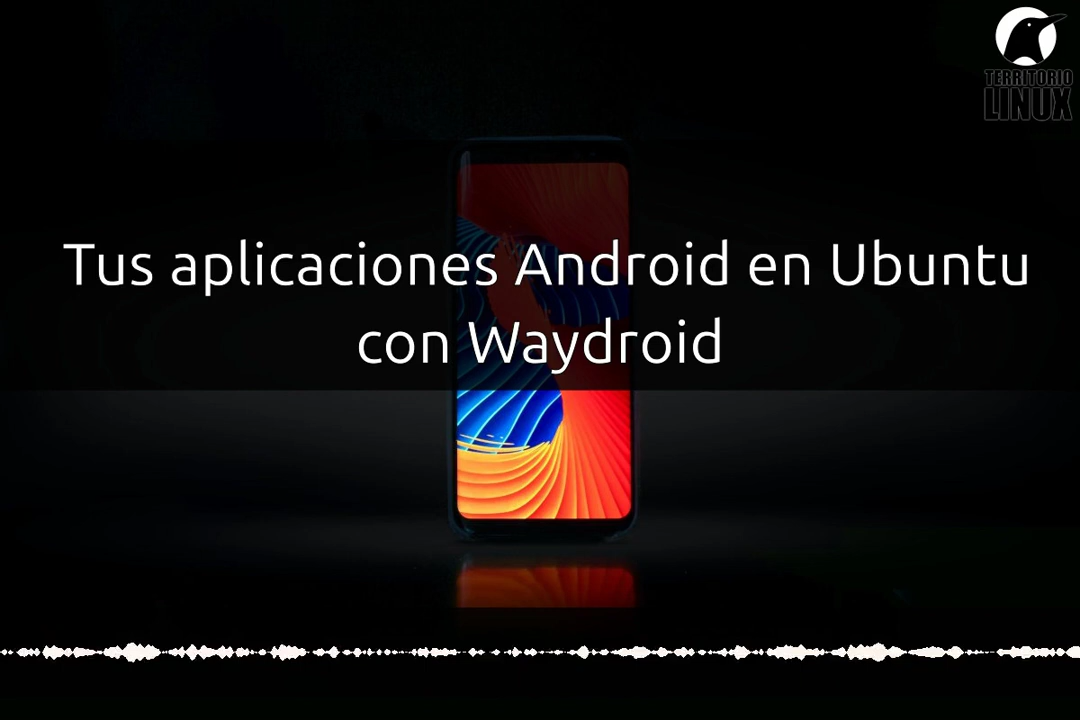 TERRITORIO
LINUX
Tus aplicaciones Android en Ubuntu
con Waydroid